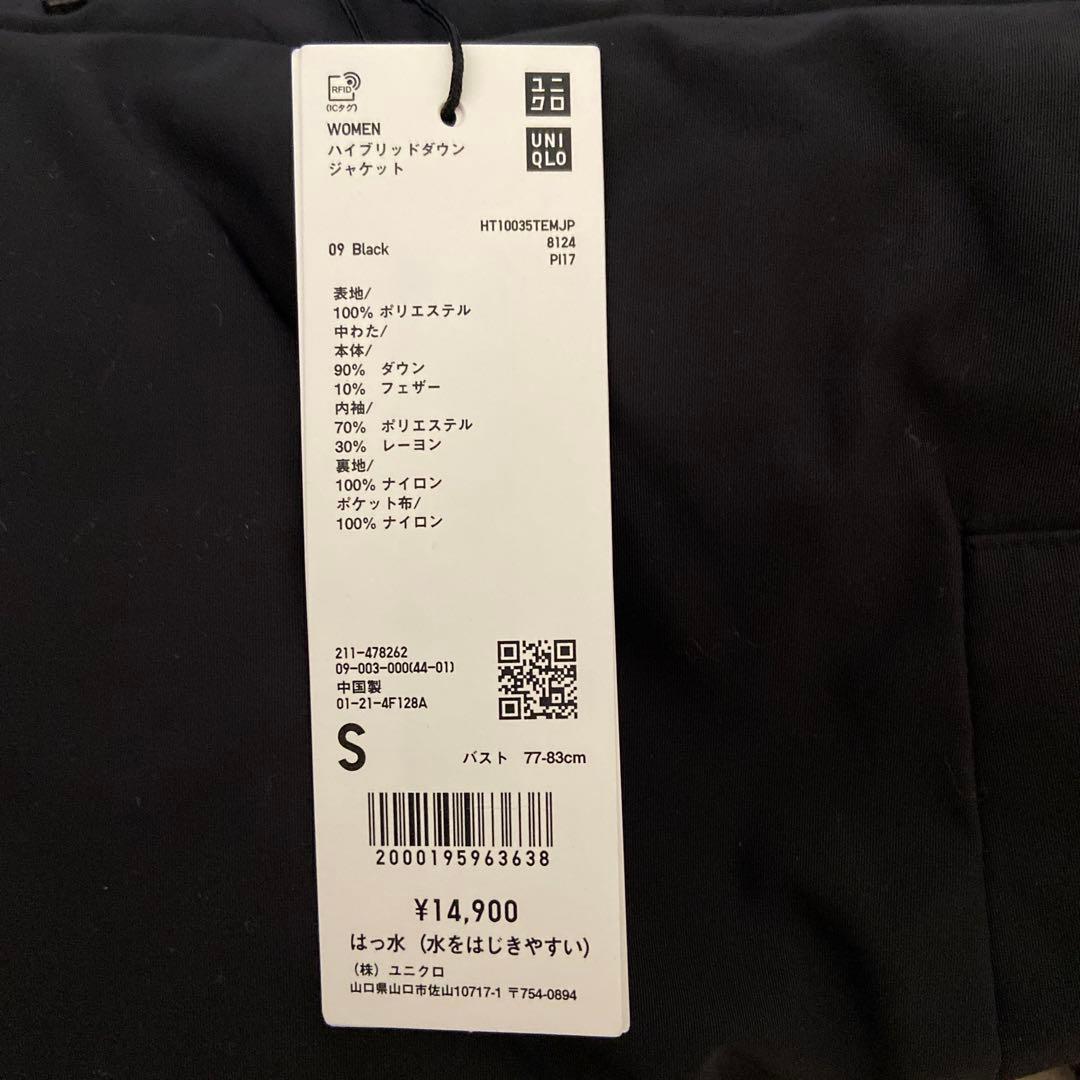 RFID
(ICタグ)
ユニ
クロ
UNI
QLO
WOMEN
ハイブリッドダウン
ジャケット
HT10035TEMJP
8124
PI17
09 Black
表地/
100% ポリエステル
中わた/
本体/
90% ダウン
10% フェザー
内袖/
70% ポリエステル
30% レーヨン
裏地/
100% ナイロン
ポケット布/
100% ナイロン
211-478262
09-003-000(44-01)
中国製
01-21-4F128A
S
バスト 77-83cm
2000195963638
¥14,900
はっ水 (水をはじきやすい)
(株) ユニクロ
山口県山口市佐山10717-1 〒754-0894